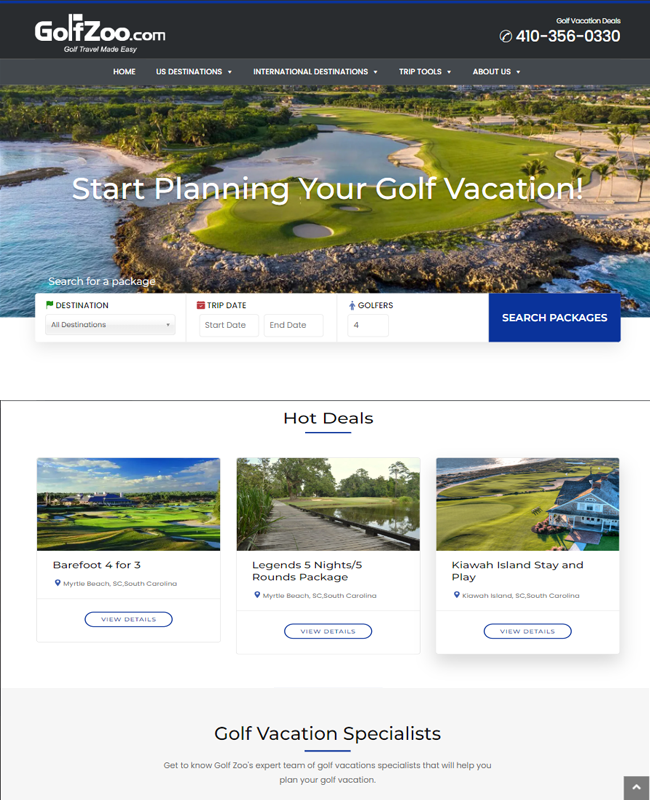 GolfZoo.com
Golf Travel Made Easy
Golf Vacation Deals
410-356-0330
HOME US DESTINATIONS INTERNATIONAL DESTINATIONS TRIP TOOLS ABOUT US
Start Planning Your Golf Vacation!
Search for a package
DESTINATION TRIP DATE GOLFERS
All Destinations Start Date End Date 4
SEARCH PACKAGES
Hot Deals
Barefoot 4 for 3
Myrtle Beach, SC,South Carolina
VIEW DETAILS
Legends 5 Nights/5
Rounds Package
Myrtle Beach, SC,South Carolina
VIEW DETAILS
Kiawah Island Stay and
Play
Kiawah Island, SC,South Carolina
VIEW DETAILS
Golf Vacation Specialists
Get to know Golf Zoo's expert team of golf vacations specialists that will help you
plan your golf vacation.